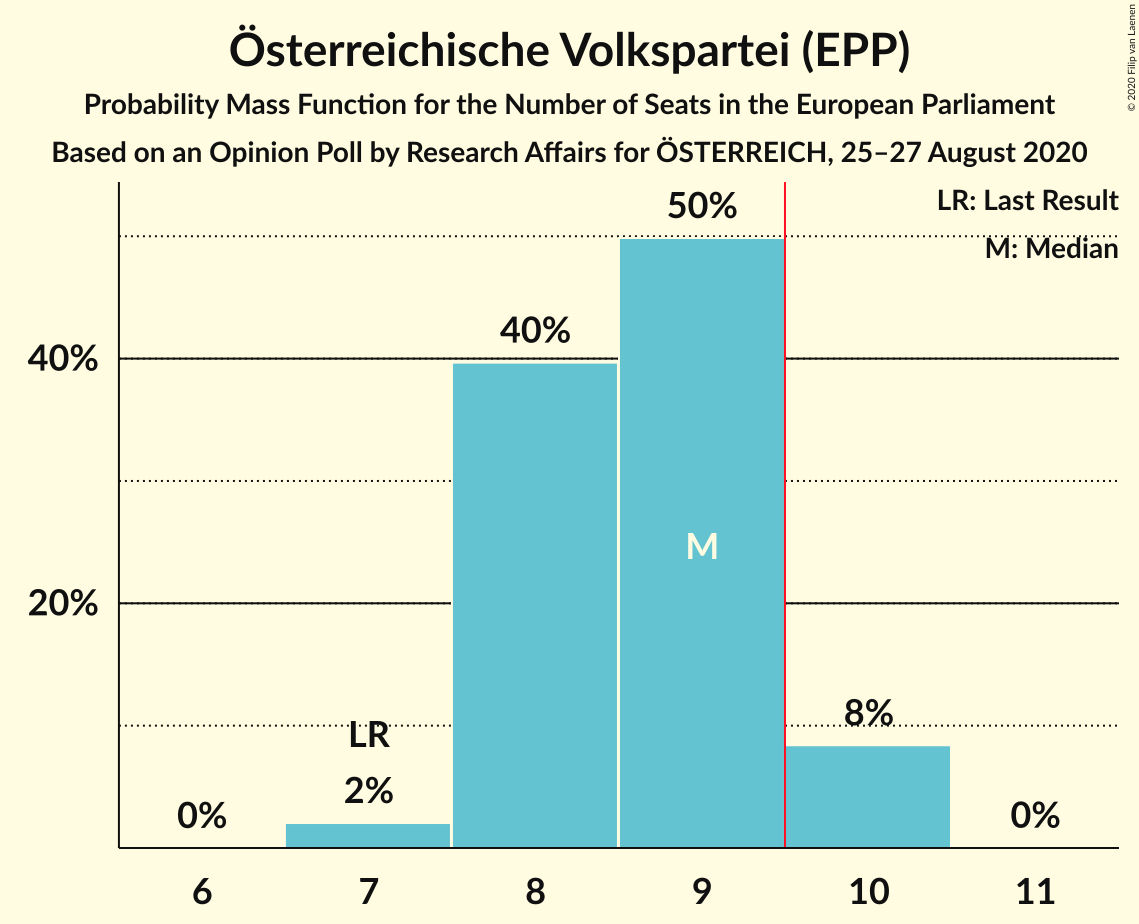 Österreichische Volkspartei (EPP)
Probability Mass Function for the Number of Seats in the European Parliament
Based on an Opinion Poll by Research Affairs for ÖSTERREICH, 25–27 August 2020
© 2020 Filip van Laenen
LR: Last Result
M: Median
50%
40%
40%
M
20%
8%
LR
2%
0%
0%
6 7 8 9 10 11